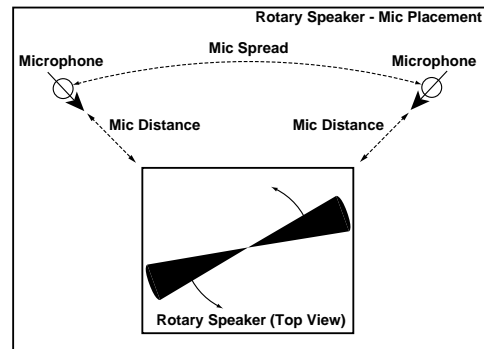 Rotary Speaker - Mic Placement
Mic Spread
Microphone
Microphone
Mic Distance
Mic Distance
Rotary Speaker (Top View)